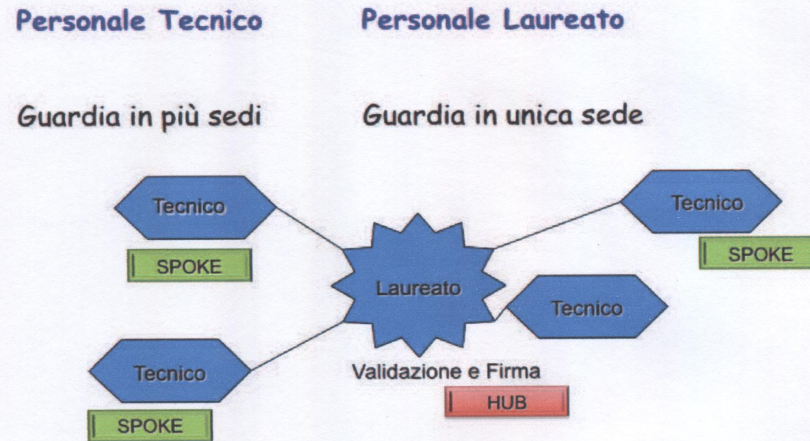 Personale Tecnico
Personale Laureato
Guardia in più sedi
Guardia in unica sede
Tecnico
SPOKE
Tecnico
SPOKE
Laureato
Tecnico
Tecnico
SPOKE
Validazione e Firma
HUB